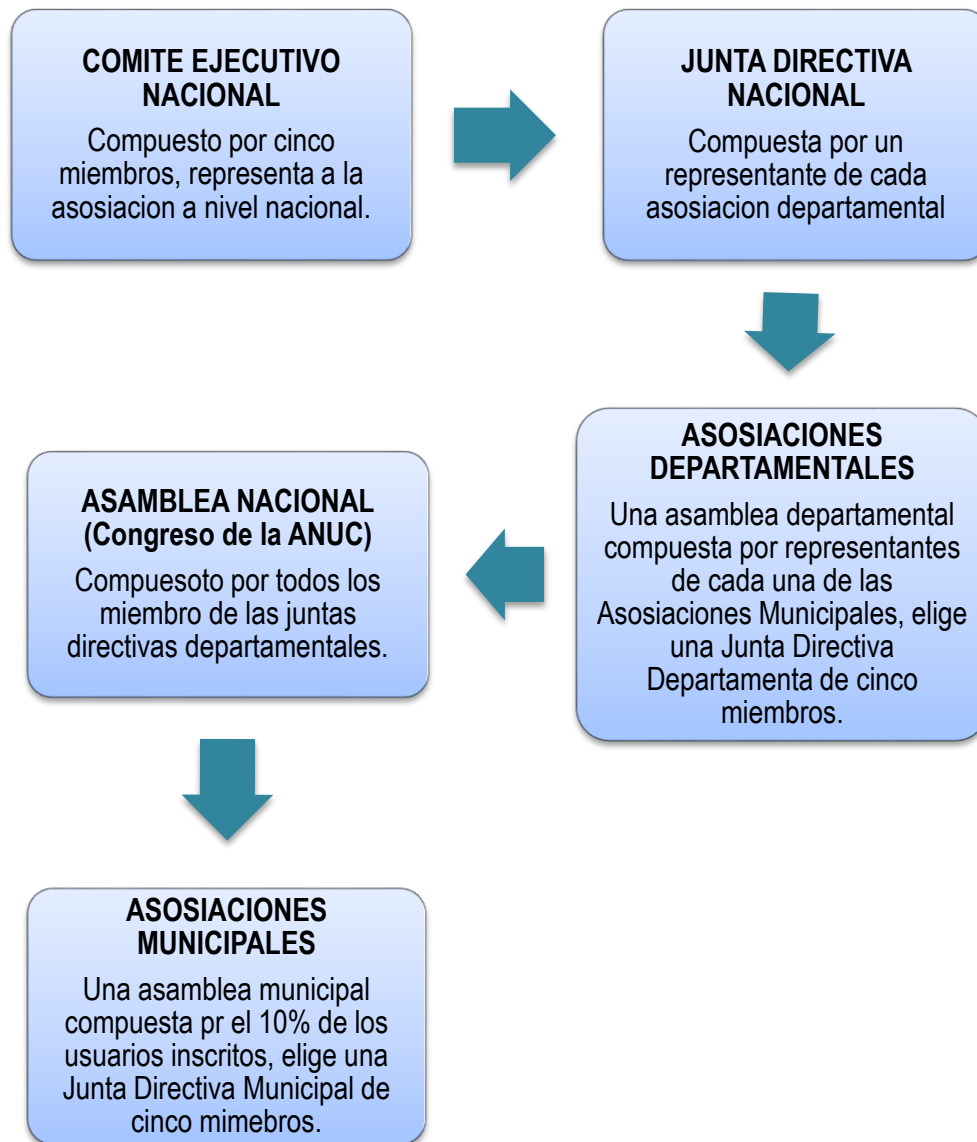 COMITE EJECUTIVO
NACIONAL
Compuesto por cinco
miembros, representa a la
asosiacion a nivel nacional.
JUNTA DIRECTIVA
NACIONAL
Compuesta por un
representante de cada
asosiacion departamental
ASOSIACIONES
DEPARTAMENTALES
Una asamblea departamental
compuesta por representantes
de cada una de las
Asosiaciones Municipales, elige
una Junta Directiva
Departamenta de cinco
miembros.
ASAMBLEA NACIONAL
(Congreso de la ANUC)
Compuesoto por todos los
miembro de las juntas
directivas departamentales.
ASOSIACIONES
MUNICIPALES
Una asamblea municipal
compuesta pr el 10% de los
usuarios inscritos, elige una
Junta Directiva Municipal de
cinco mimebros.